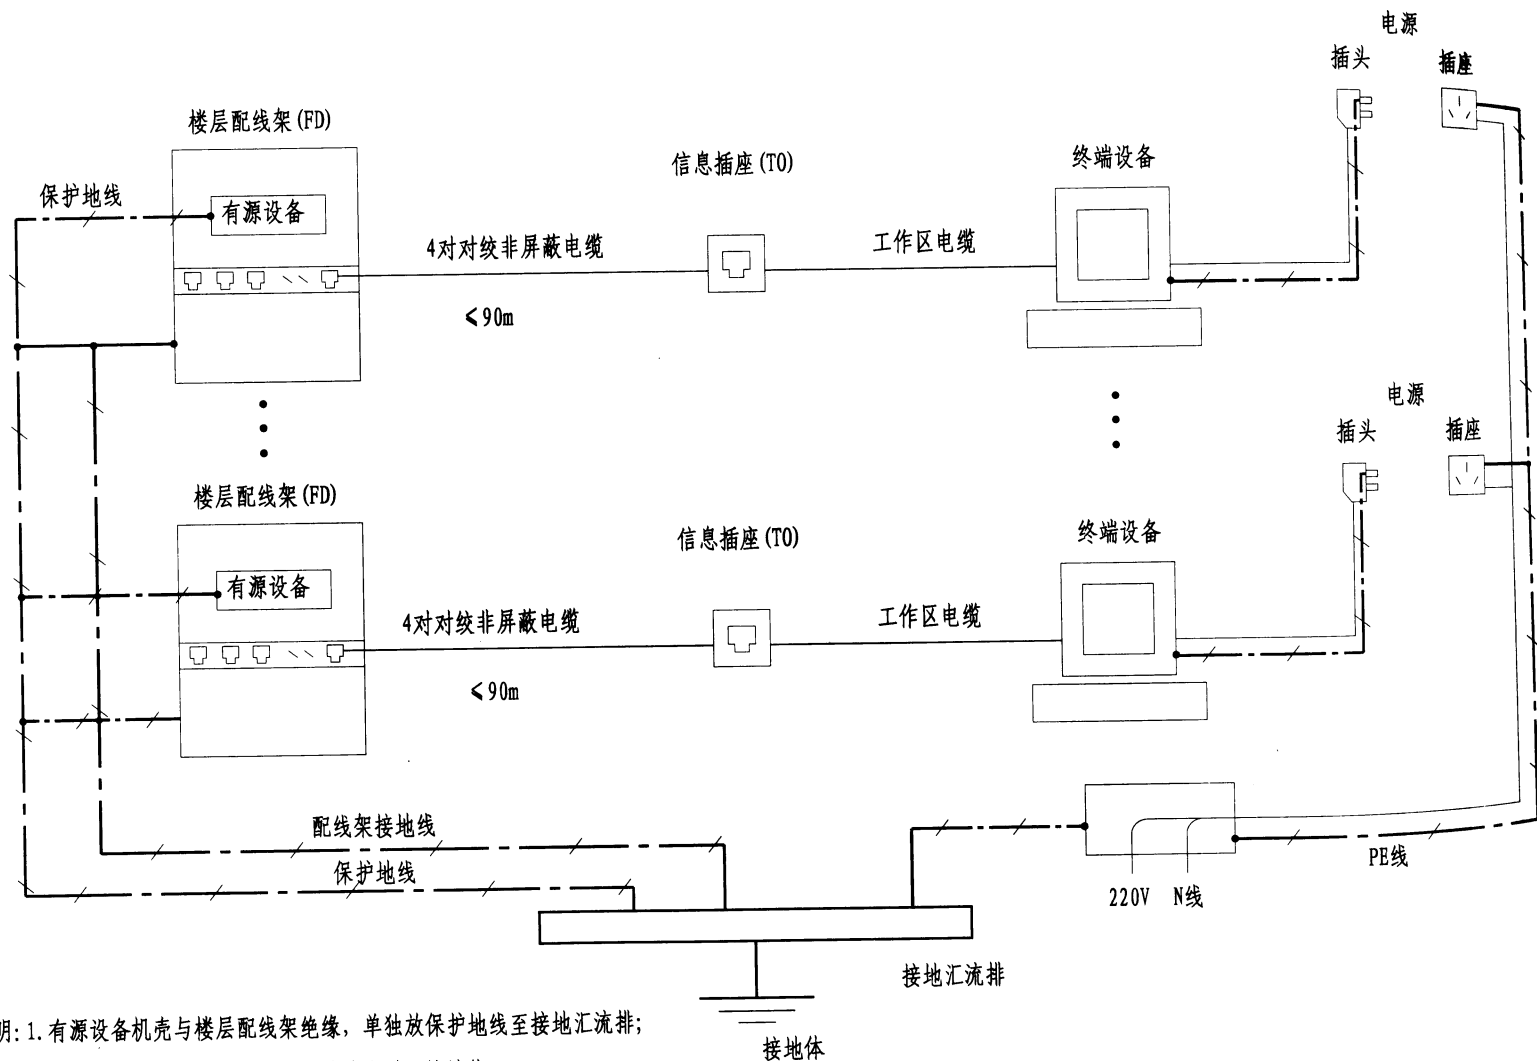 电源
插头
插座
楼层配线架(FD)
信息插座(TO)
终端设备
保护地线
有源设备
4对对绞非屏蔽电缆
工作区电缆
≤90m
电源
插头
插座
楼层配线架(FD)
信息插座(TO)
终端设备
有源设备
4对对绞非屏蔽电缆
工作区电缆
≤90m
配线架接地线
保护地线
PE线
220V N线
接地汇流排
明: 1. 有源设备机壳与楼层配线架绝缘, 单独放保护地线至接地汇流排;
接地体